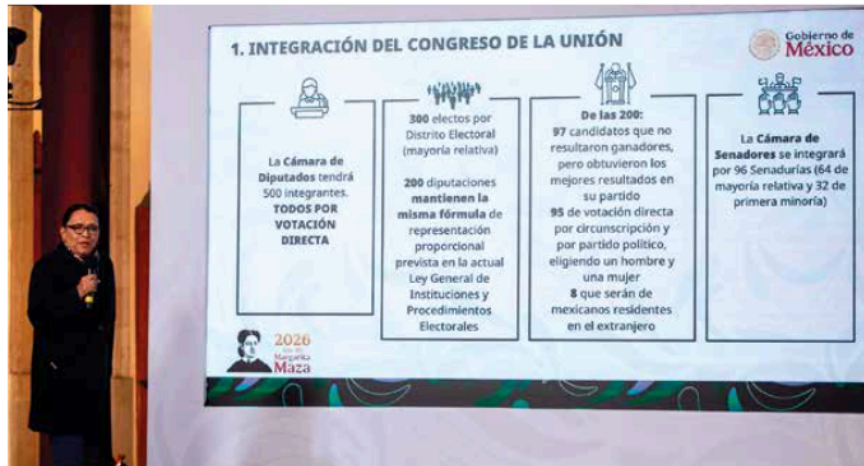 1. INTEGRACIÓN DEL CONGRESO DE LA UNIÓN
Gobierno de
México
La Cámara de
Diputados tendrá
500 integrantes.
TODOS POR
VOTACIÓN
DIRECTA
300 electos por
Distrito Electoral
(mayoría relativa)
200 diputaciones
mantienen la
misma fórmula de
representación
proporcional
prevista en la actual
Ley General de
Instituciones y
Procedimientos
Electorales
De las 200:
97 candidatos que no
resultaron ganadores,
pero obtuvieron los
mejores resultados en
su partido
95 de votación directa
por circunscripción y
por partido político,
eligiendo un hombre y
una mujer
8 que serán de
mexicanos residentes
en el extranjero
La Cámara de
Senadores se integrará
por 96 Senadurías (64 de
mayoría relativa y 32 de
primera minoría)
2026
Margarita
Maza